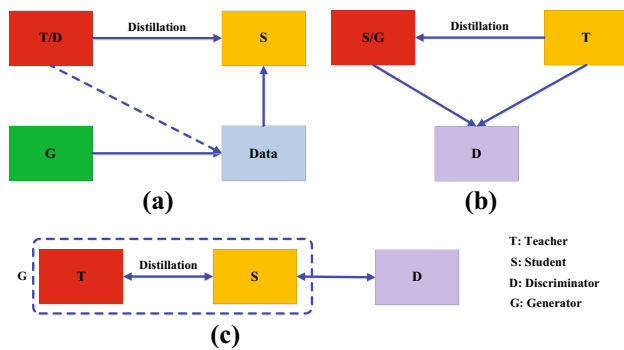 T/D
Distillation
S
G
Data
(a)
S/G
Distillation
T
D
(b)
G
T
Distillation
S
D
(c)
T: Teacher
S: Student
D: Discriminator
G: Generator